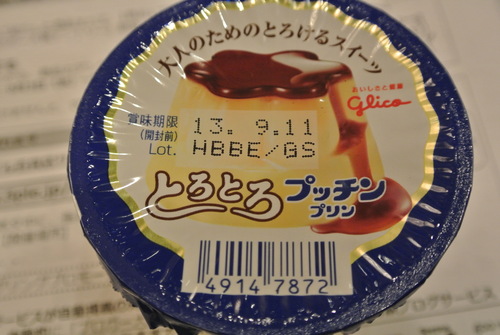 大人のためのとろけるスイーツ
おいしさと健康
glico
賞味期限
(開封前)
13. 9.11
Lot. HBBE/GS
とろとろ プッチン
プリン
4914 7872